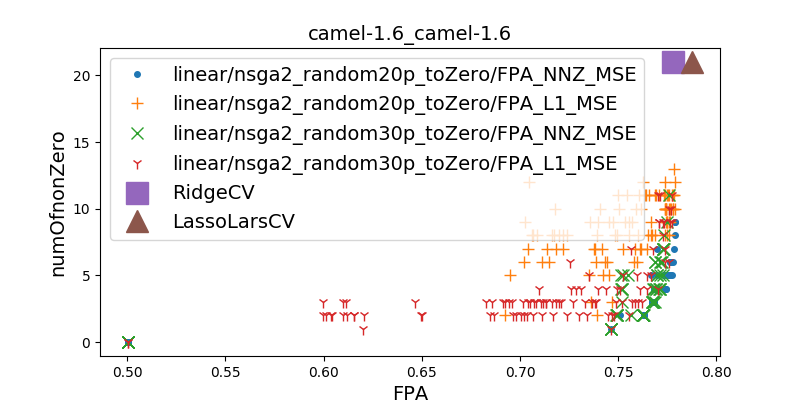 camel-1.6_camel-1.6
linear/nsga2_random20p_toZero/FPA_NNZ_MSE
linear/nsga2_random20p_toZero/FPA_L1_MSE
linear/nsga2_random30p_toZero/FPA_NNZ_MSE
linear/nsga2_random30p_toZero/FPA_L1_MSE
RidgeCV
LassoLarsCV
numOfnonZero
20
15
10
5
0
0.50 0.55 0.60 0.65 0.70 0.75 0.80
FPA